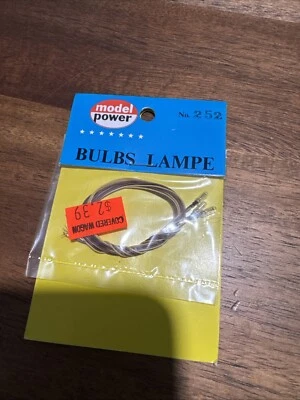 model
power
No. 252
BULBS LAMPE
COVERED WAGON
$2.39